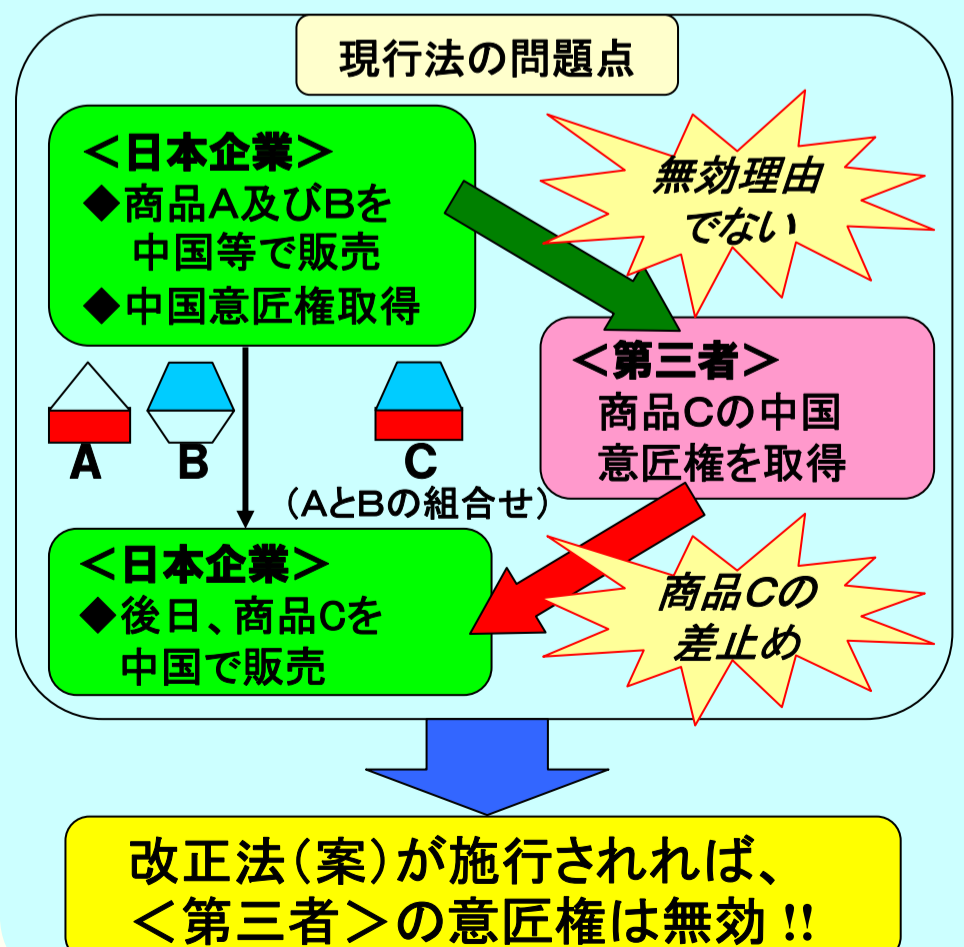 現行法の問題点
＜日本企業＞
◆商品A及びBを
中国等で販売
◆中国意匠権取得
無効理由
でない
＜第三者＞
商品Cの中国
意匠権を取得
A B C
（AとBの組合せ）
＜日本企業＞
◆後日、商品Cを
中国で販売
商品Cの
差止め
改正法（案）が施行されれば、
＜第三者＞の意匠権は無効!!